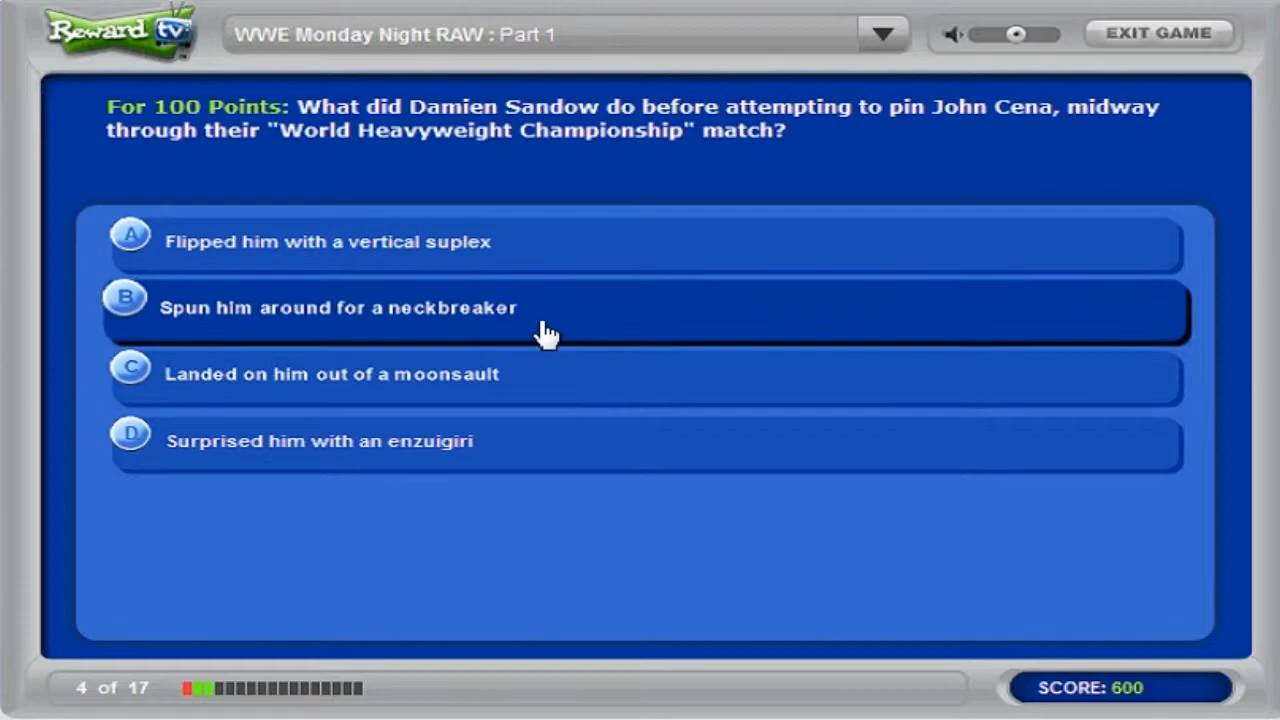 Reward tv
WWE Monday Night RAW : Part 1
EXIT GAME
For 100 Points: What did Damien Sandow do before attempting to pin John Cena, midway
through their "World Heavyweight Championship" match?
A Flipped him with a vertical suplex
B Spun him around for a neckbreaker
C Landed on him out of a moonsault
D Surprised him with an enzuigiri
4 of 17
SCORE: 600